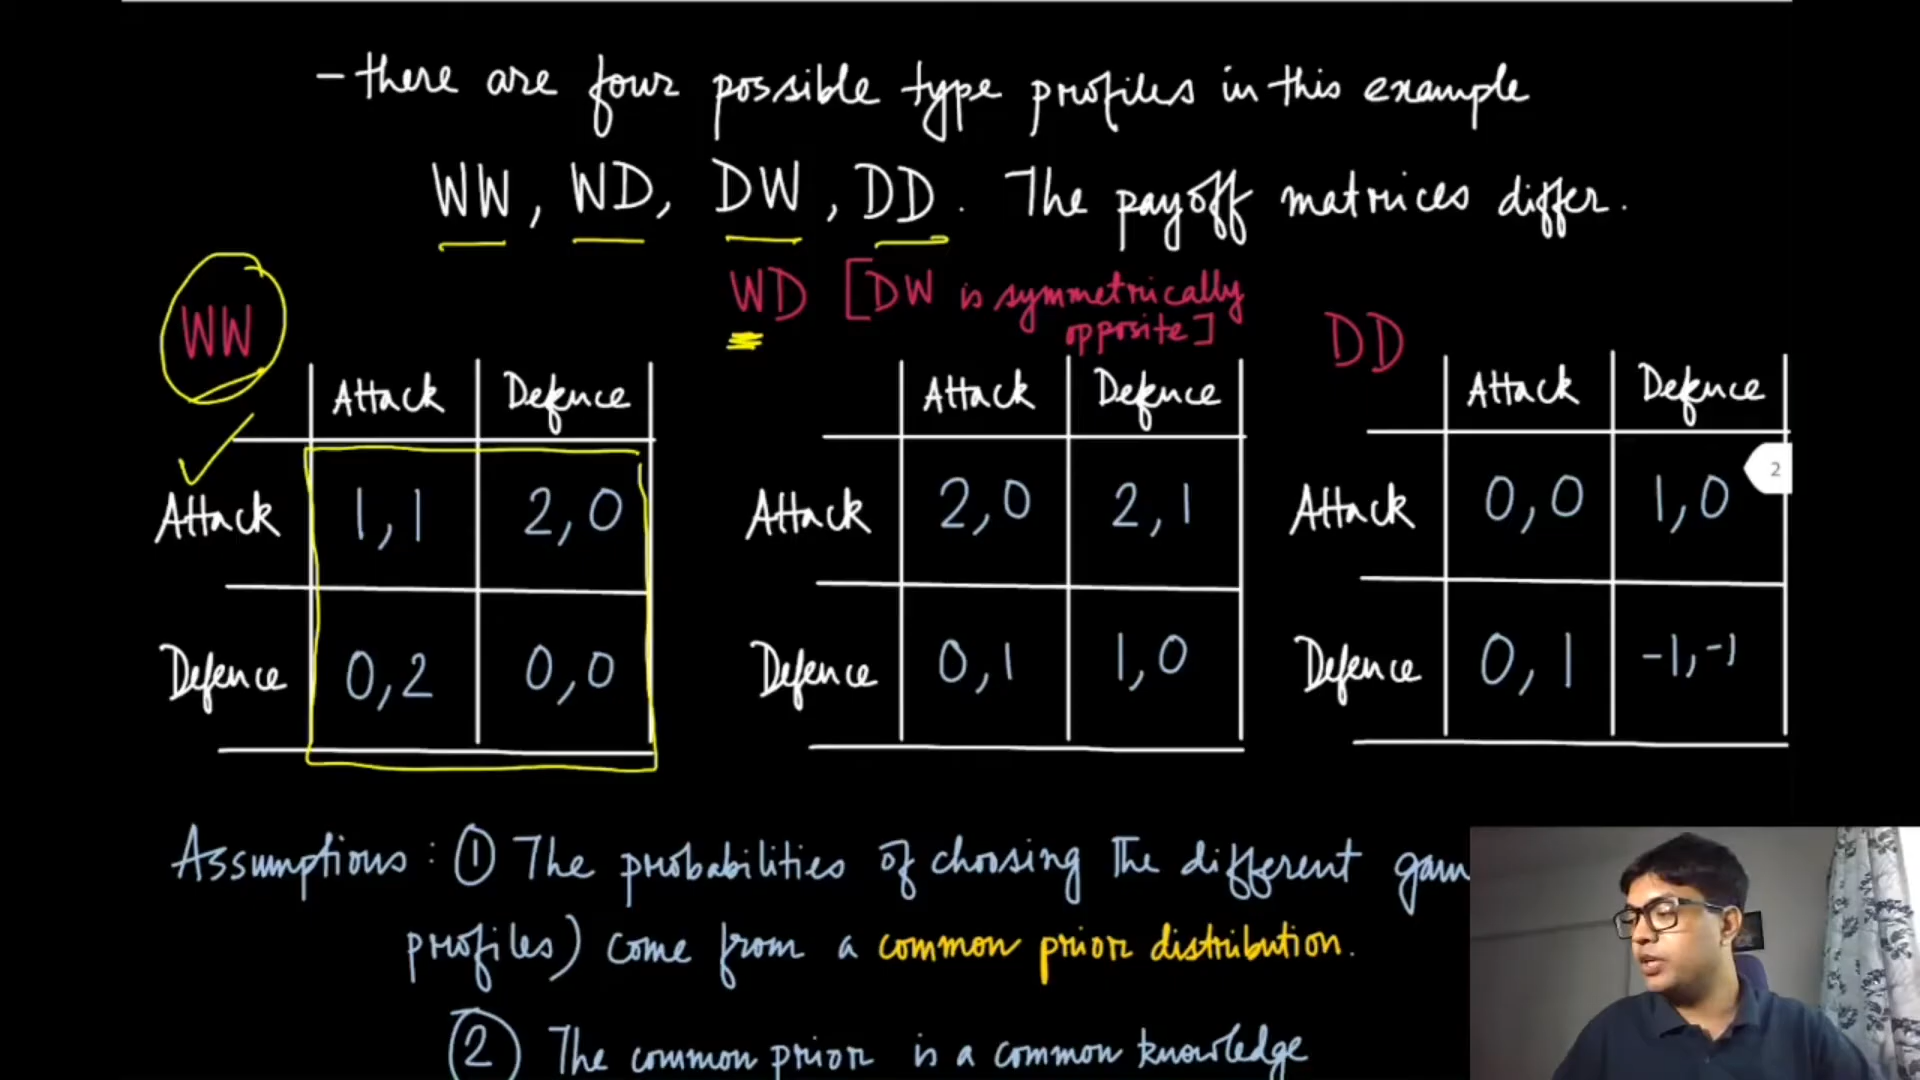 - there are four possible type profiles in this example
WW, WD, DW, DD. The payoff matrices differ.
WW
WD [DW is symmetrically
opposite]
DD
Attack Defence
Attack 1, 1 2, 0
Defence 0, 2 0, 0
Attack Defence
Attack 2, 0 2, 1
Defence 0, 1 1, 0
Attack Defence
Attack 0, 0 1, 0
Defence 0, 1 -1, -1
2
Assumptions : ① The probabilities of choosing the different gam
profiles) come from a common prior distribution.
② The common prior is a common knowledge